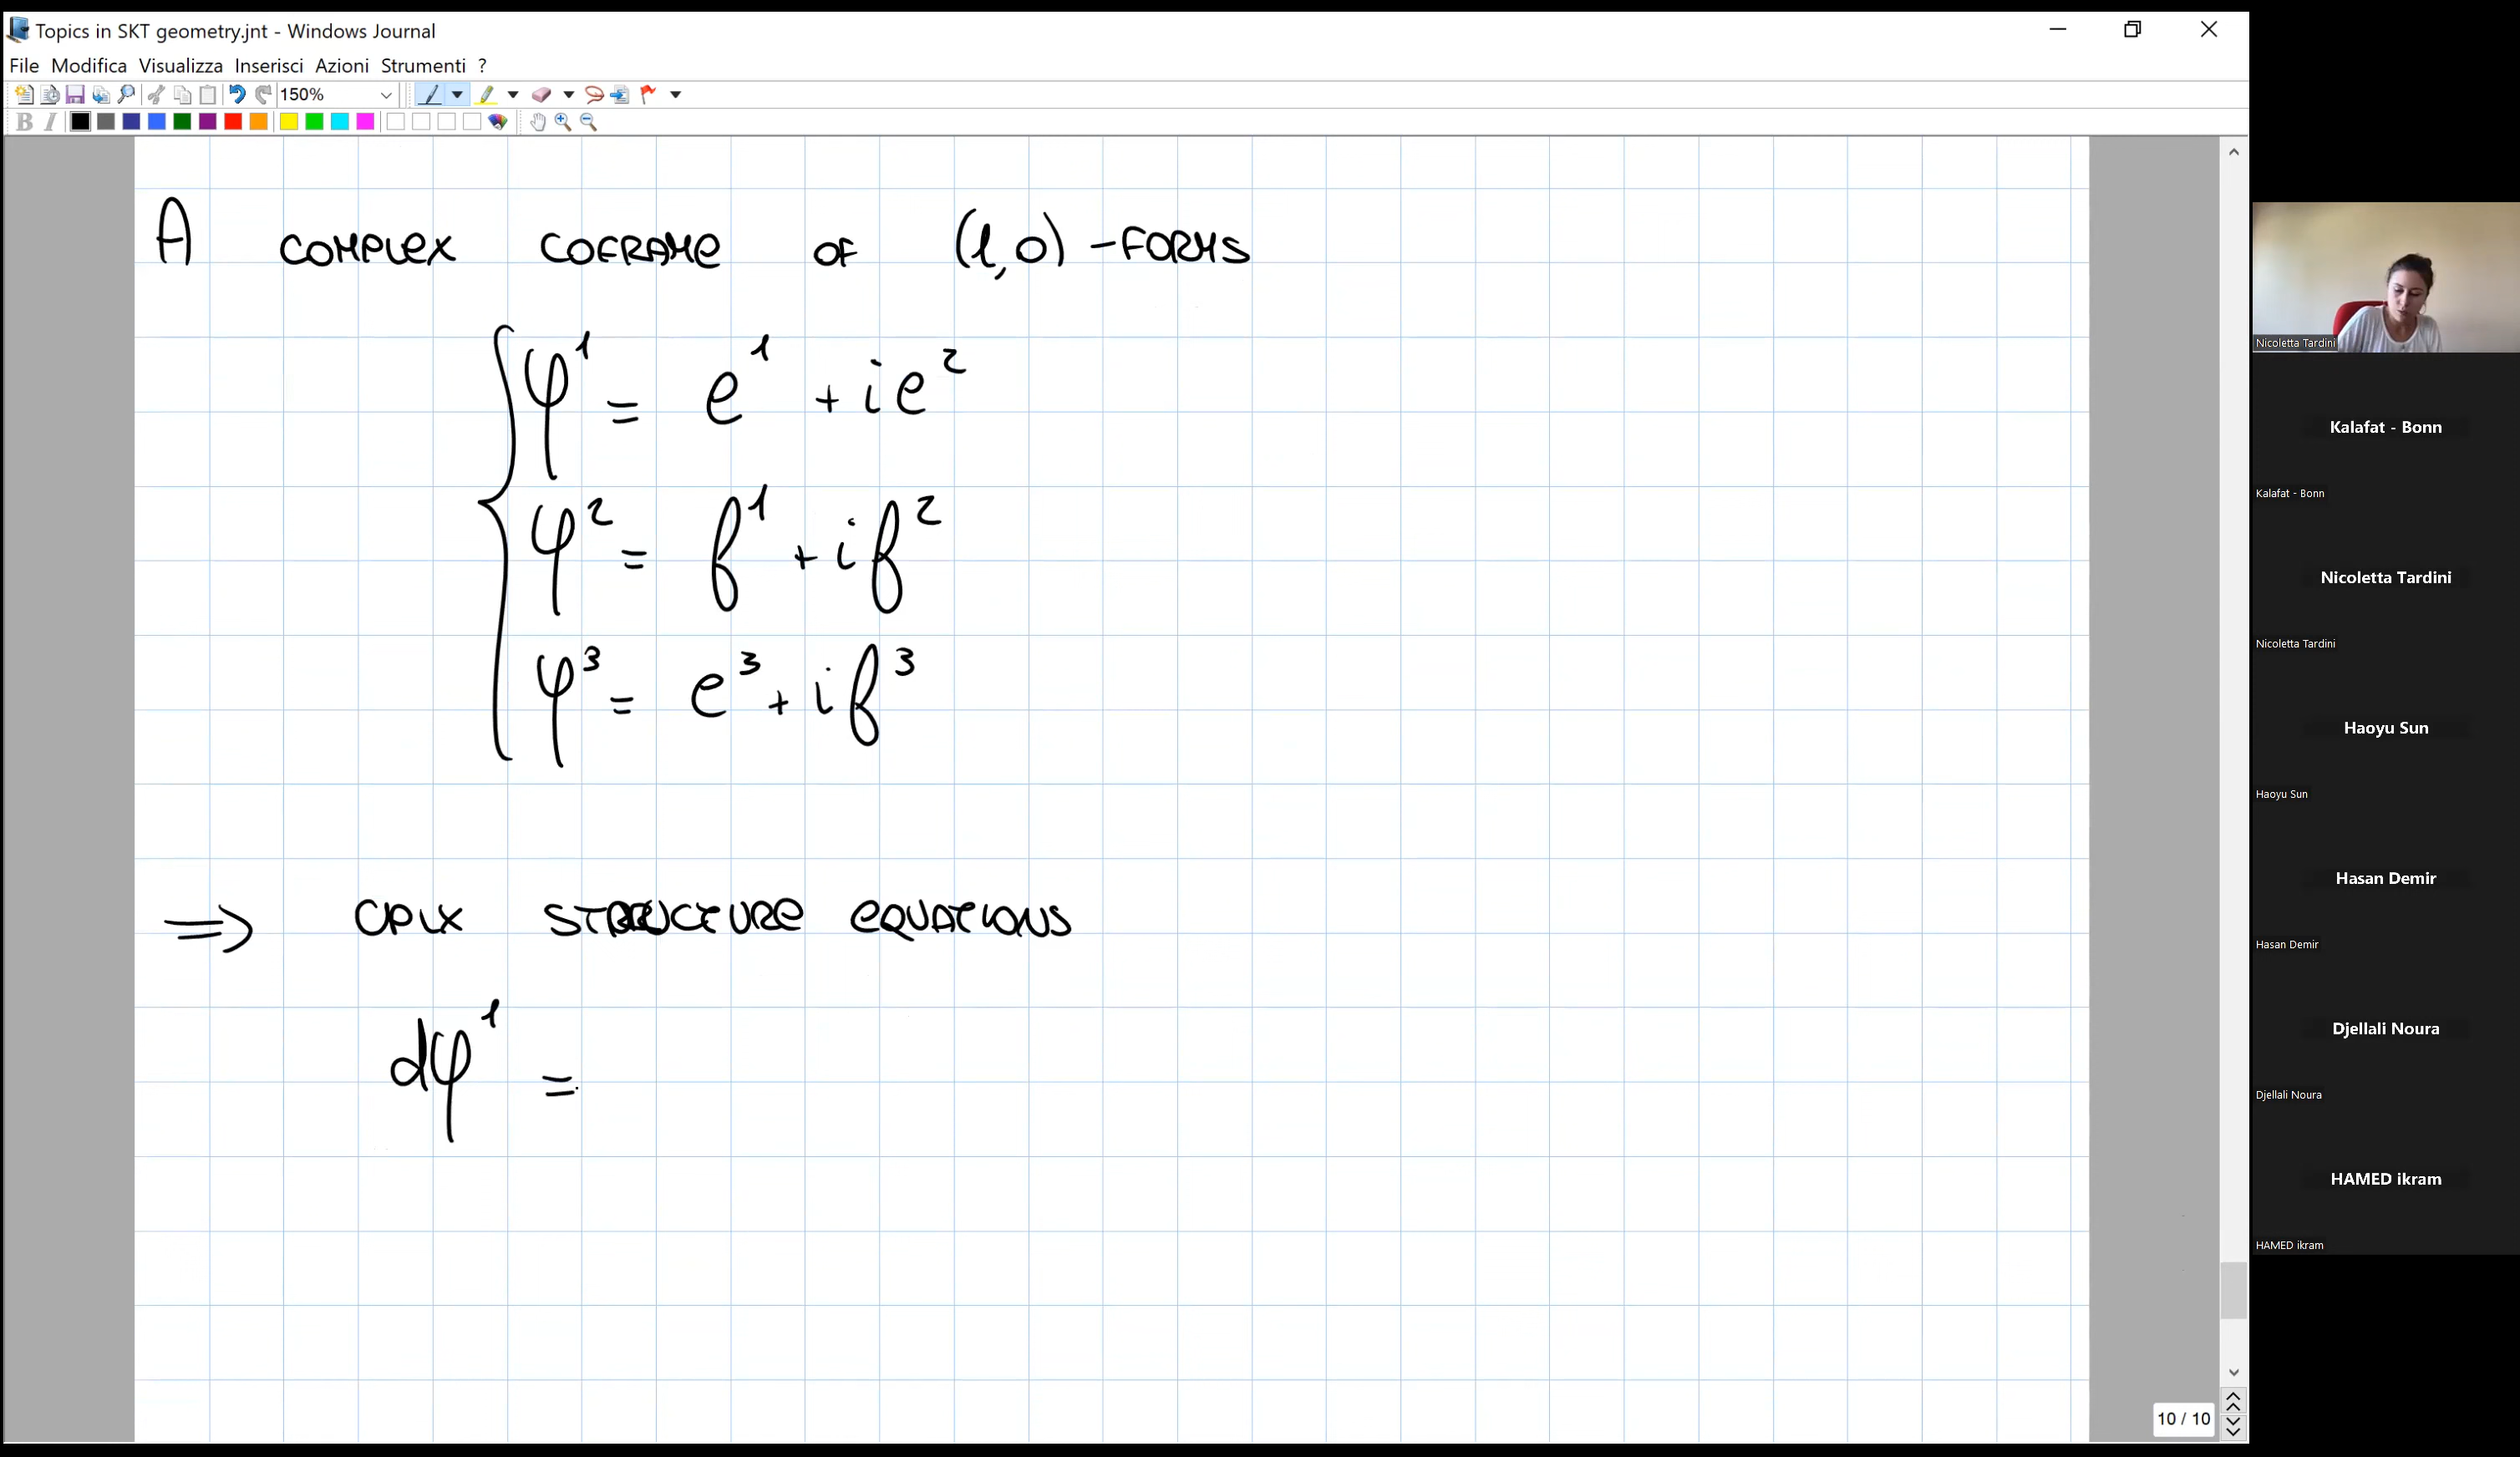 Topics in SKT geometry.jnt - Windows Journal
File Modifica Visualizza Inserisci Azioni Strumenti ?
150%
B I
A COMPLEX COFRAME OF (1,0) -FORMS
φ¹ = e¹ + ie²
φ² = f¹ + if²
φ³ = e³ + if³
⟹ CPLX STRUCTURE EQUATIONS
dφ¹ =
10 / 10
Nicoletta Tardini
Kalafat - Bonn
Kalafat - Bonn
Nicoletta Tardini
Nicoletta Tardini
Haoyu Sun
Haoyu Sun
Hasan Demir
Hasan Demir
Djellali Noura
Djellali Noura
HAMED ikram
HAMED ikram